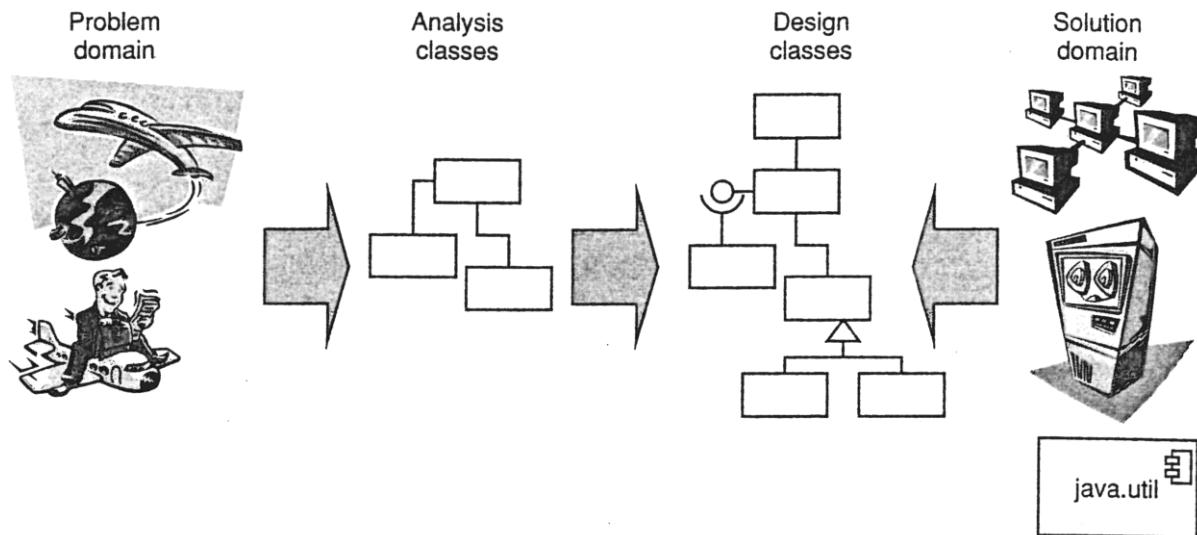 Problem
domain
Analysis
classes
Design
classes
Solution
domain
java.util